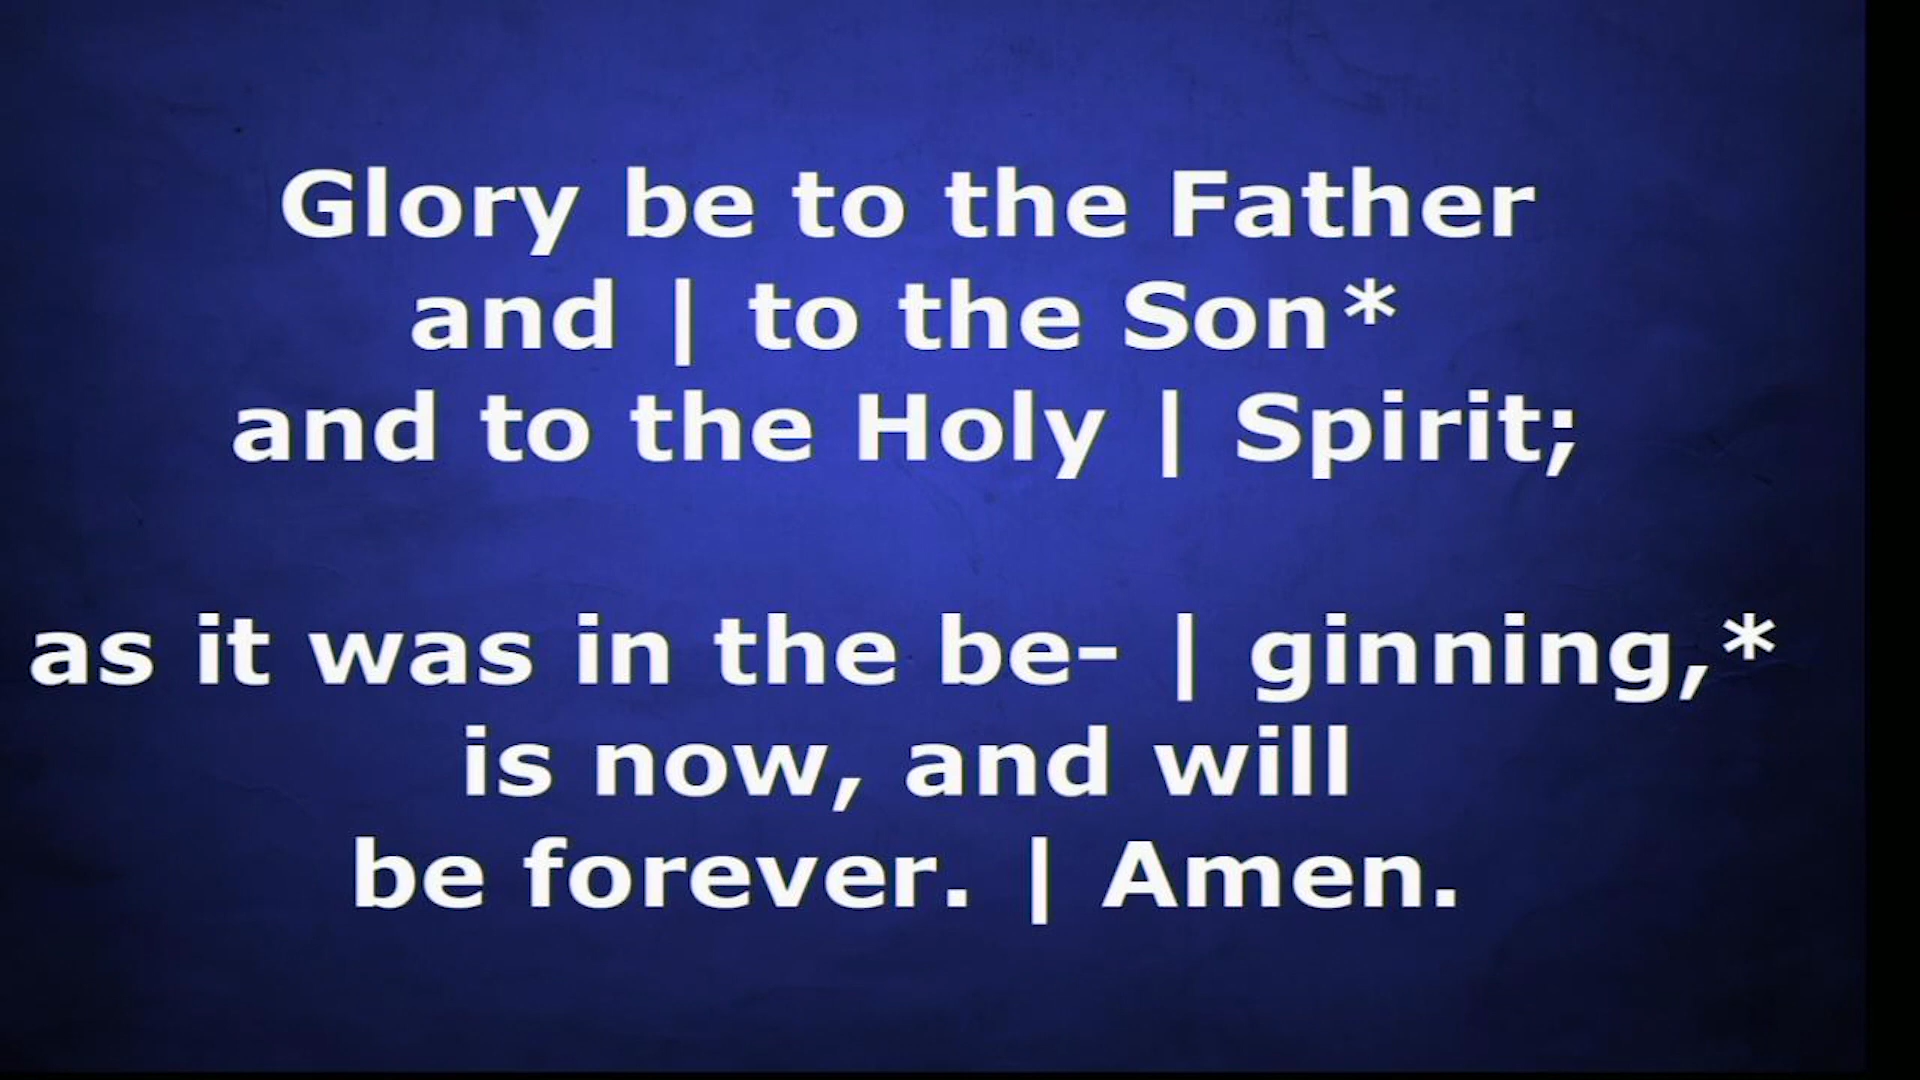 Glory be to the Father
and | to the Son*
and to the Holy | Spirit;
as it was in the be- | ginning,*
is now, and will
be forever. | Amen.